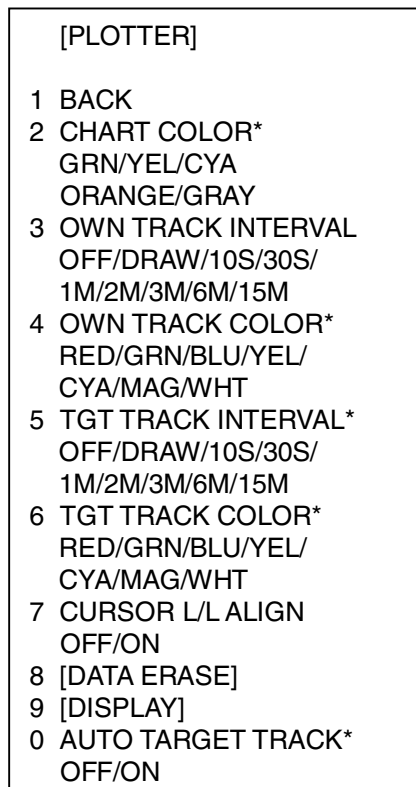 [PLOTTER]
1 BACK
2 CHART COLOR*
GRN/YEL/CYA
ORANGE/GRAY
3 OWN TRACK INTERVAL
OFF/DRAW/10S/30S/
1M/2M/3M/6M/15M
4 OWN TRACK COLOR*
RED/GRN/BLU/YEL/
CYA/MAG/WHT
5 TGT TRACK INTERVAL*
OFF/DRAW/10S/30S/
1M/2M/3M/6M/15M
6 TGT TRACK COLOR*
RED/GRN/BLU/YEL/
CYA/MAG/WHT
7 CURSOR L/L ALIGN
OFF/ON
8 [DATA ERASE]
9 [DISPLAY]
0 AUTO TARGET TRACK*
OFF/ON